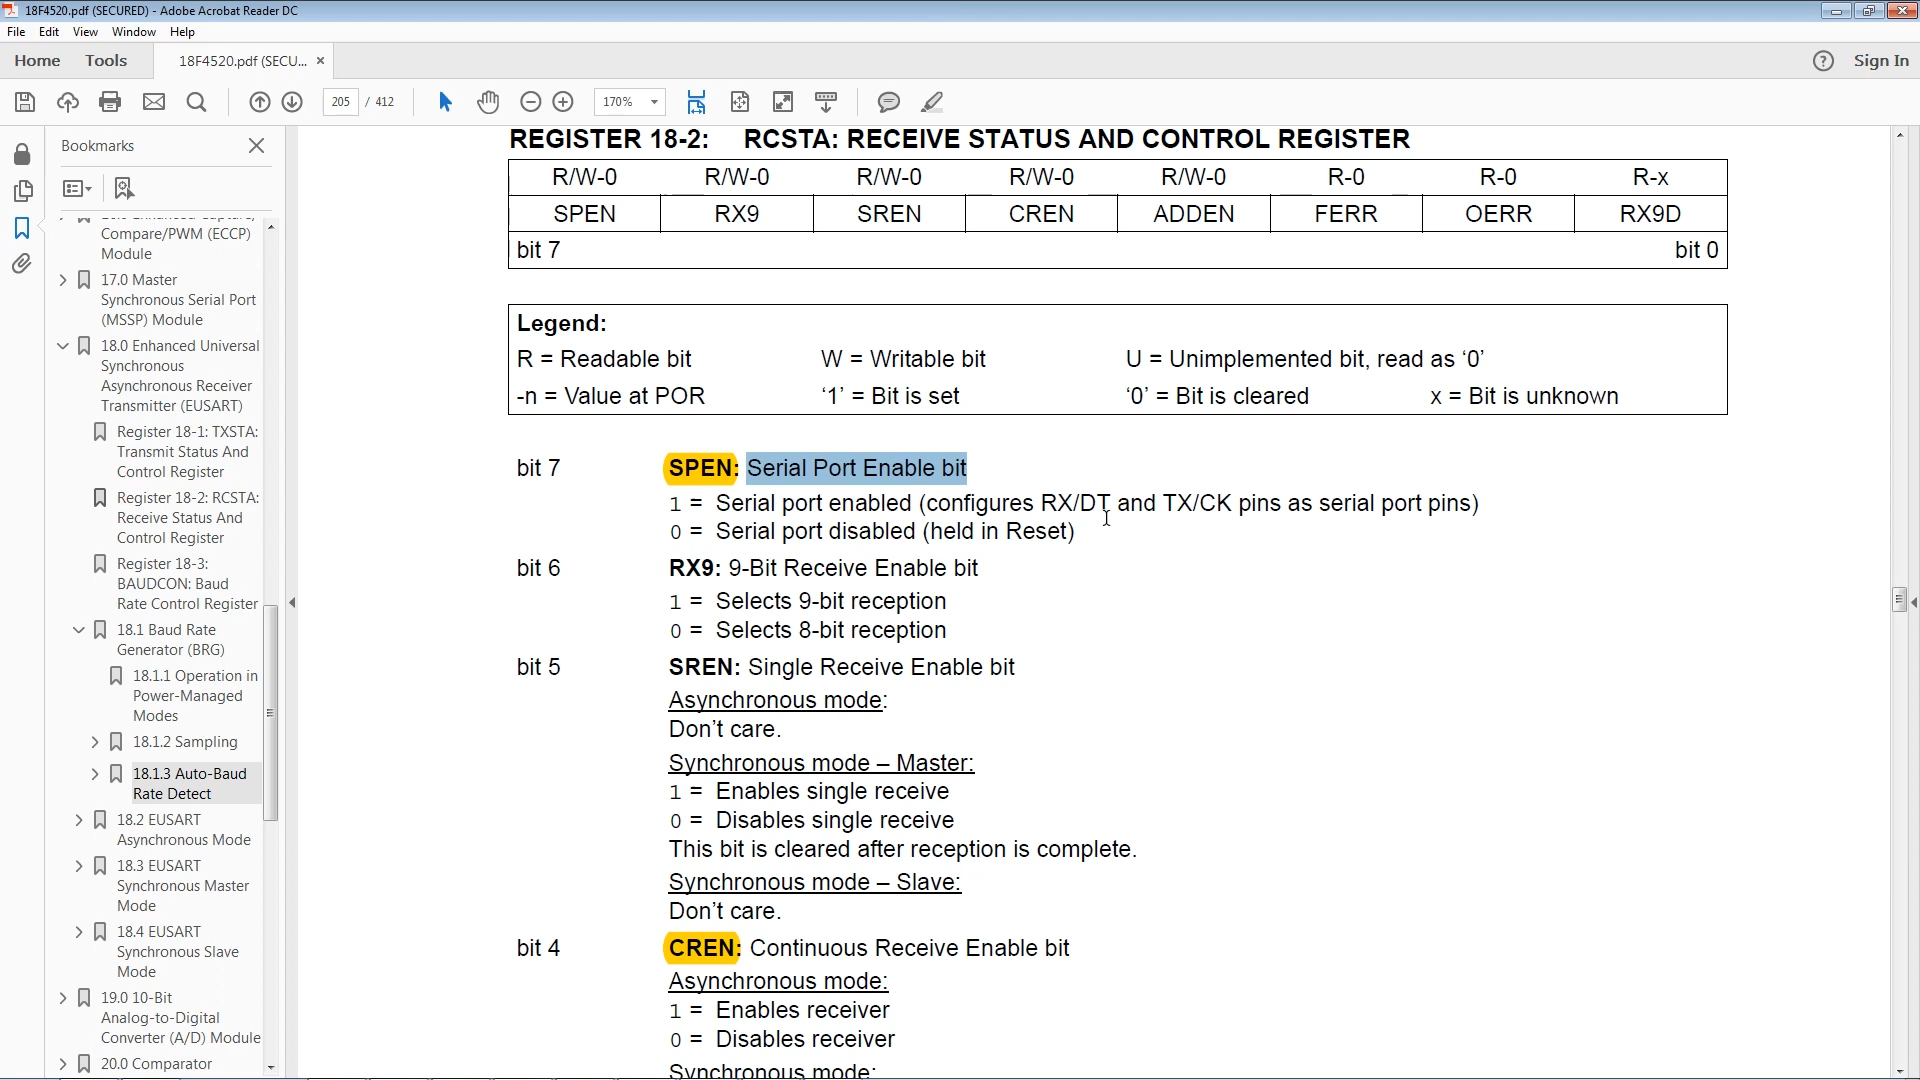 18F4520.pdf (SECURED) - Adobe Acrobat Reader DC
File Edit View Window Help
Home Tools 18F4520.pdf (SECU... × Sign In
205 / 412 170%
Bookmarks
Compare/PWM (ECCP)
Module
17.0 Master
Synchronous Serial Port
(MSSP) Module
18.0 Enhanced Universal
Synchronous
Asynchronous Receiver
Transmitter (EUSART)
Register 18-1: TXSTA:
Transmit Status And
Control Register
Register 18-2: RCSTA:
Receive Status And
Control Register
Register 18-3:
BAUDCON: Baud
Rate Control Register
18.1 Baud Rate
Generator (BRG)
18.1.1 Operation in
Power-Managed
Modes
18.1.2 Sampling
18.1.3 Auto-Baud
Rate Detect
18.2 EUSART
Asynchronous Mode
18.3 EUSART
Synchronous Master
Mode
18.4 EUSART
Synchronous Slave
Mode
19.0 10-Bit
Analog-to-Digital
Converter (A/D) Module
20.0 Comparator
REGISTER 18-2: RCSTA: RECEIVE STATUS AND CONTROL REGISTER
R/W-0 R/W-0 R/W-0 R/W-0 R/W-0 R-0 R-0 R-x
SPEN RX9 SREN CREN ADDEN FERR OERR RX9D
bit 7 bit 0
Legend:
R = Readable bit W = Writable bit U = Unimplemented bit, read as ‘0’
-n = Value at POR ‘1’ = Bit is set ‘0’ = Bit is cleared x = Bit is unknown
bit 7 SPEN: Serial Port Enable bit
1 = Serial port enabled (configures RX/DT and TX/CK pins as serial port pins)
0 = Serial port disabled (held in Reset)
bit 6 RX9: 9-Bit Receive Enable bit
1 = Selects 9-bit reception
0 = Selects 8-bit reception
bit 5 SREN: Single Receive Enable bit
Asynchronous mode:
Don’t care.
Synchronous mode – Master:
1 = Enables single receive
0 = Disables single receive
This bit is cleared after reception is complete.
Synchronous mode – Slave:
Don’t care.
bit 4 CREN: Continuous Receive Enable bit
Asynchronous mode:
1 = Enables receiver
0 = Disables receiver
Synchronous mode: